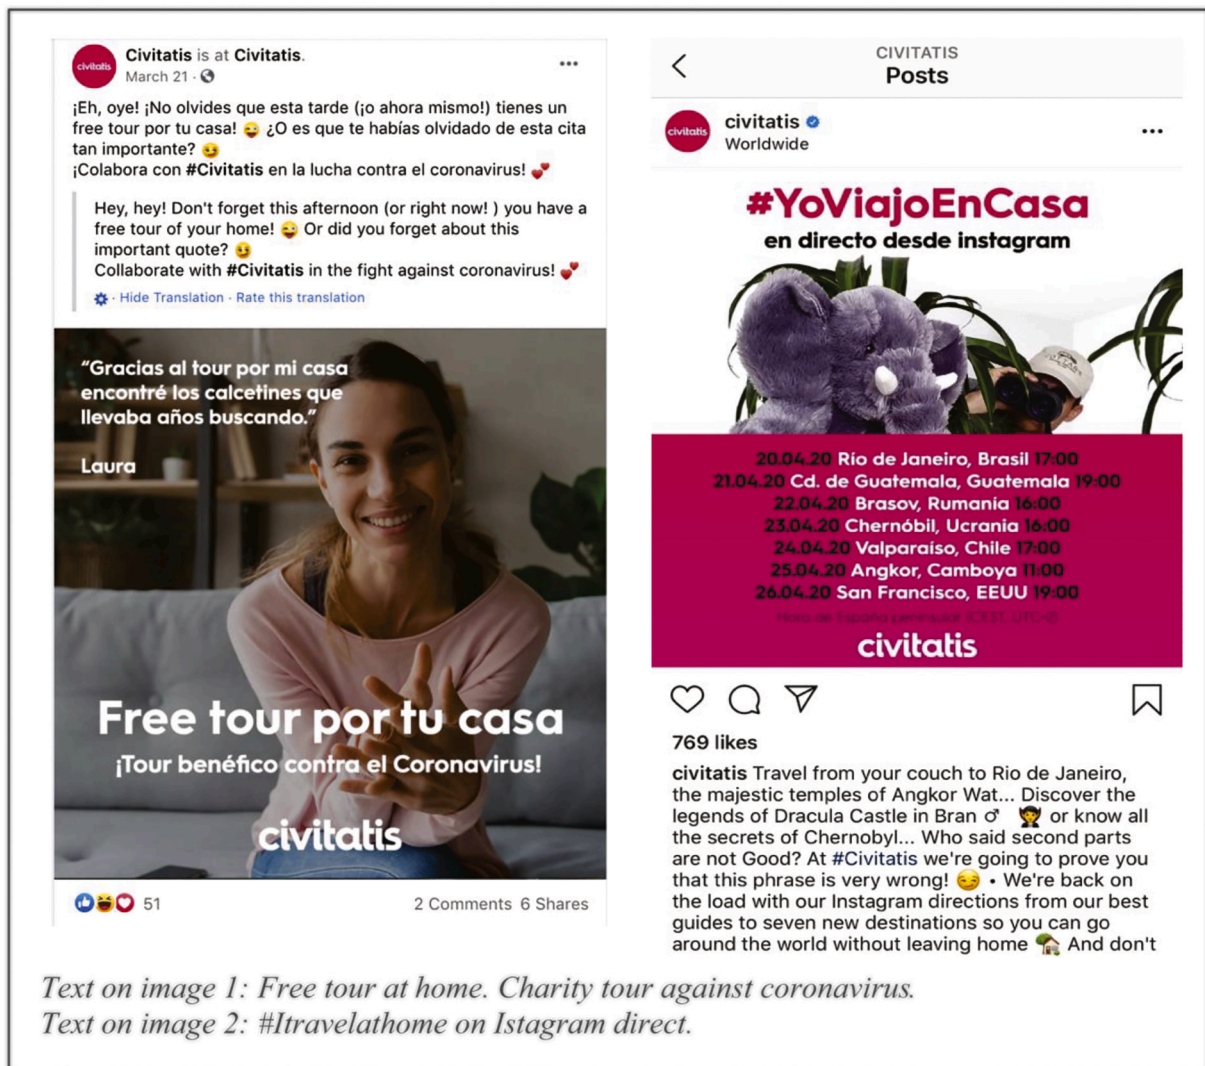 civitatis
Civitatis is at Civitatis.
March 21 ·
¡Eh, oye! ¡No olvides que esta tarde (¡o ahora mismo!) tienes un
free tour por tu casa! 😜 ¿O es que te habías olvidado de esta cita
tan importante? 😏
¡Colabora con #Civitatis en la lucha contra el coronavirus! 💕
Hey, hey! Don't forget this afternoon (or right now! ) you have a
free tour of your home! 😜 Or did you forget about this
important quote? 😏
Collaborate with #Civitatis in the fight against coronavirus! 💕
· Hide Translation · Rate this translation
“Gracias al tour por mi casa
encontré los calcetines que
llevaba años buscando.”
Laura
Free tour por tu casa
¡Tour benéfico contra el Coronavirus!
civitatis
51
2 Comments 6 Shares
CIVITATIS
Posts
civitatis
civitatis
Worldwide
#YoViajoEnCasa
en directo desde instagram
20.04.20 Río de Janeiro, Brasil 17:00
21.04.20 Cd. de Guatemala, Guatemala 19:00
22.04.20 Brasov, Rumanía 16:00
23.04.20 Chernóbil, Ucrania 16:00
24.04.20 Valparaíso, Chile 17:00
25.04.20 Angkor, Camboya 11:00
26.04.20 San Francisco, EEUU 19:00
Hora de España peninsular (CEST,
civitatis
769 likes
civitatis Travel from your couch to Rio de Janeiro,
the majestic temples of Angkor Wat... Discover the
legends of Dracula Castle in Bran ♂ or know all
the secrets of Chernobyl... Who said second parts
are not Good? At #Civitatis we're going to prove you
that this phrase is very wrong! 😏 • We're back on
the load with our Instagram directions from our best
guides to seven new destinations so you can go
around the world without leaving home 🏡 And don't
Text on image 1: Free tour at home. Charity tour against coronavirus.
Text on image 2: #Itravelathome on Istagram direct.